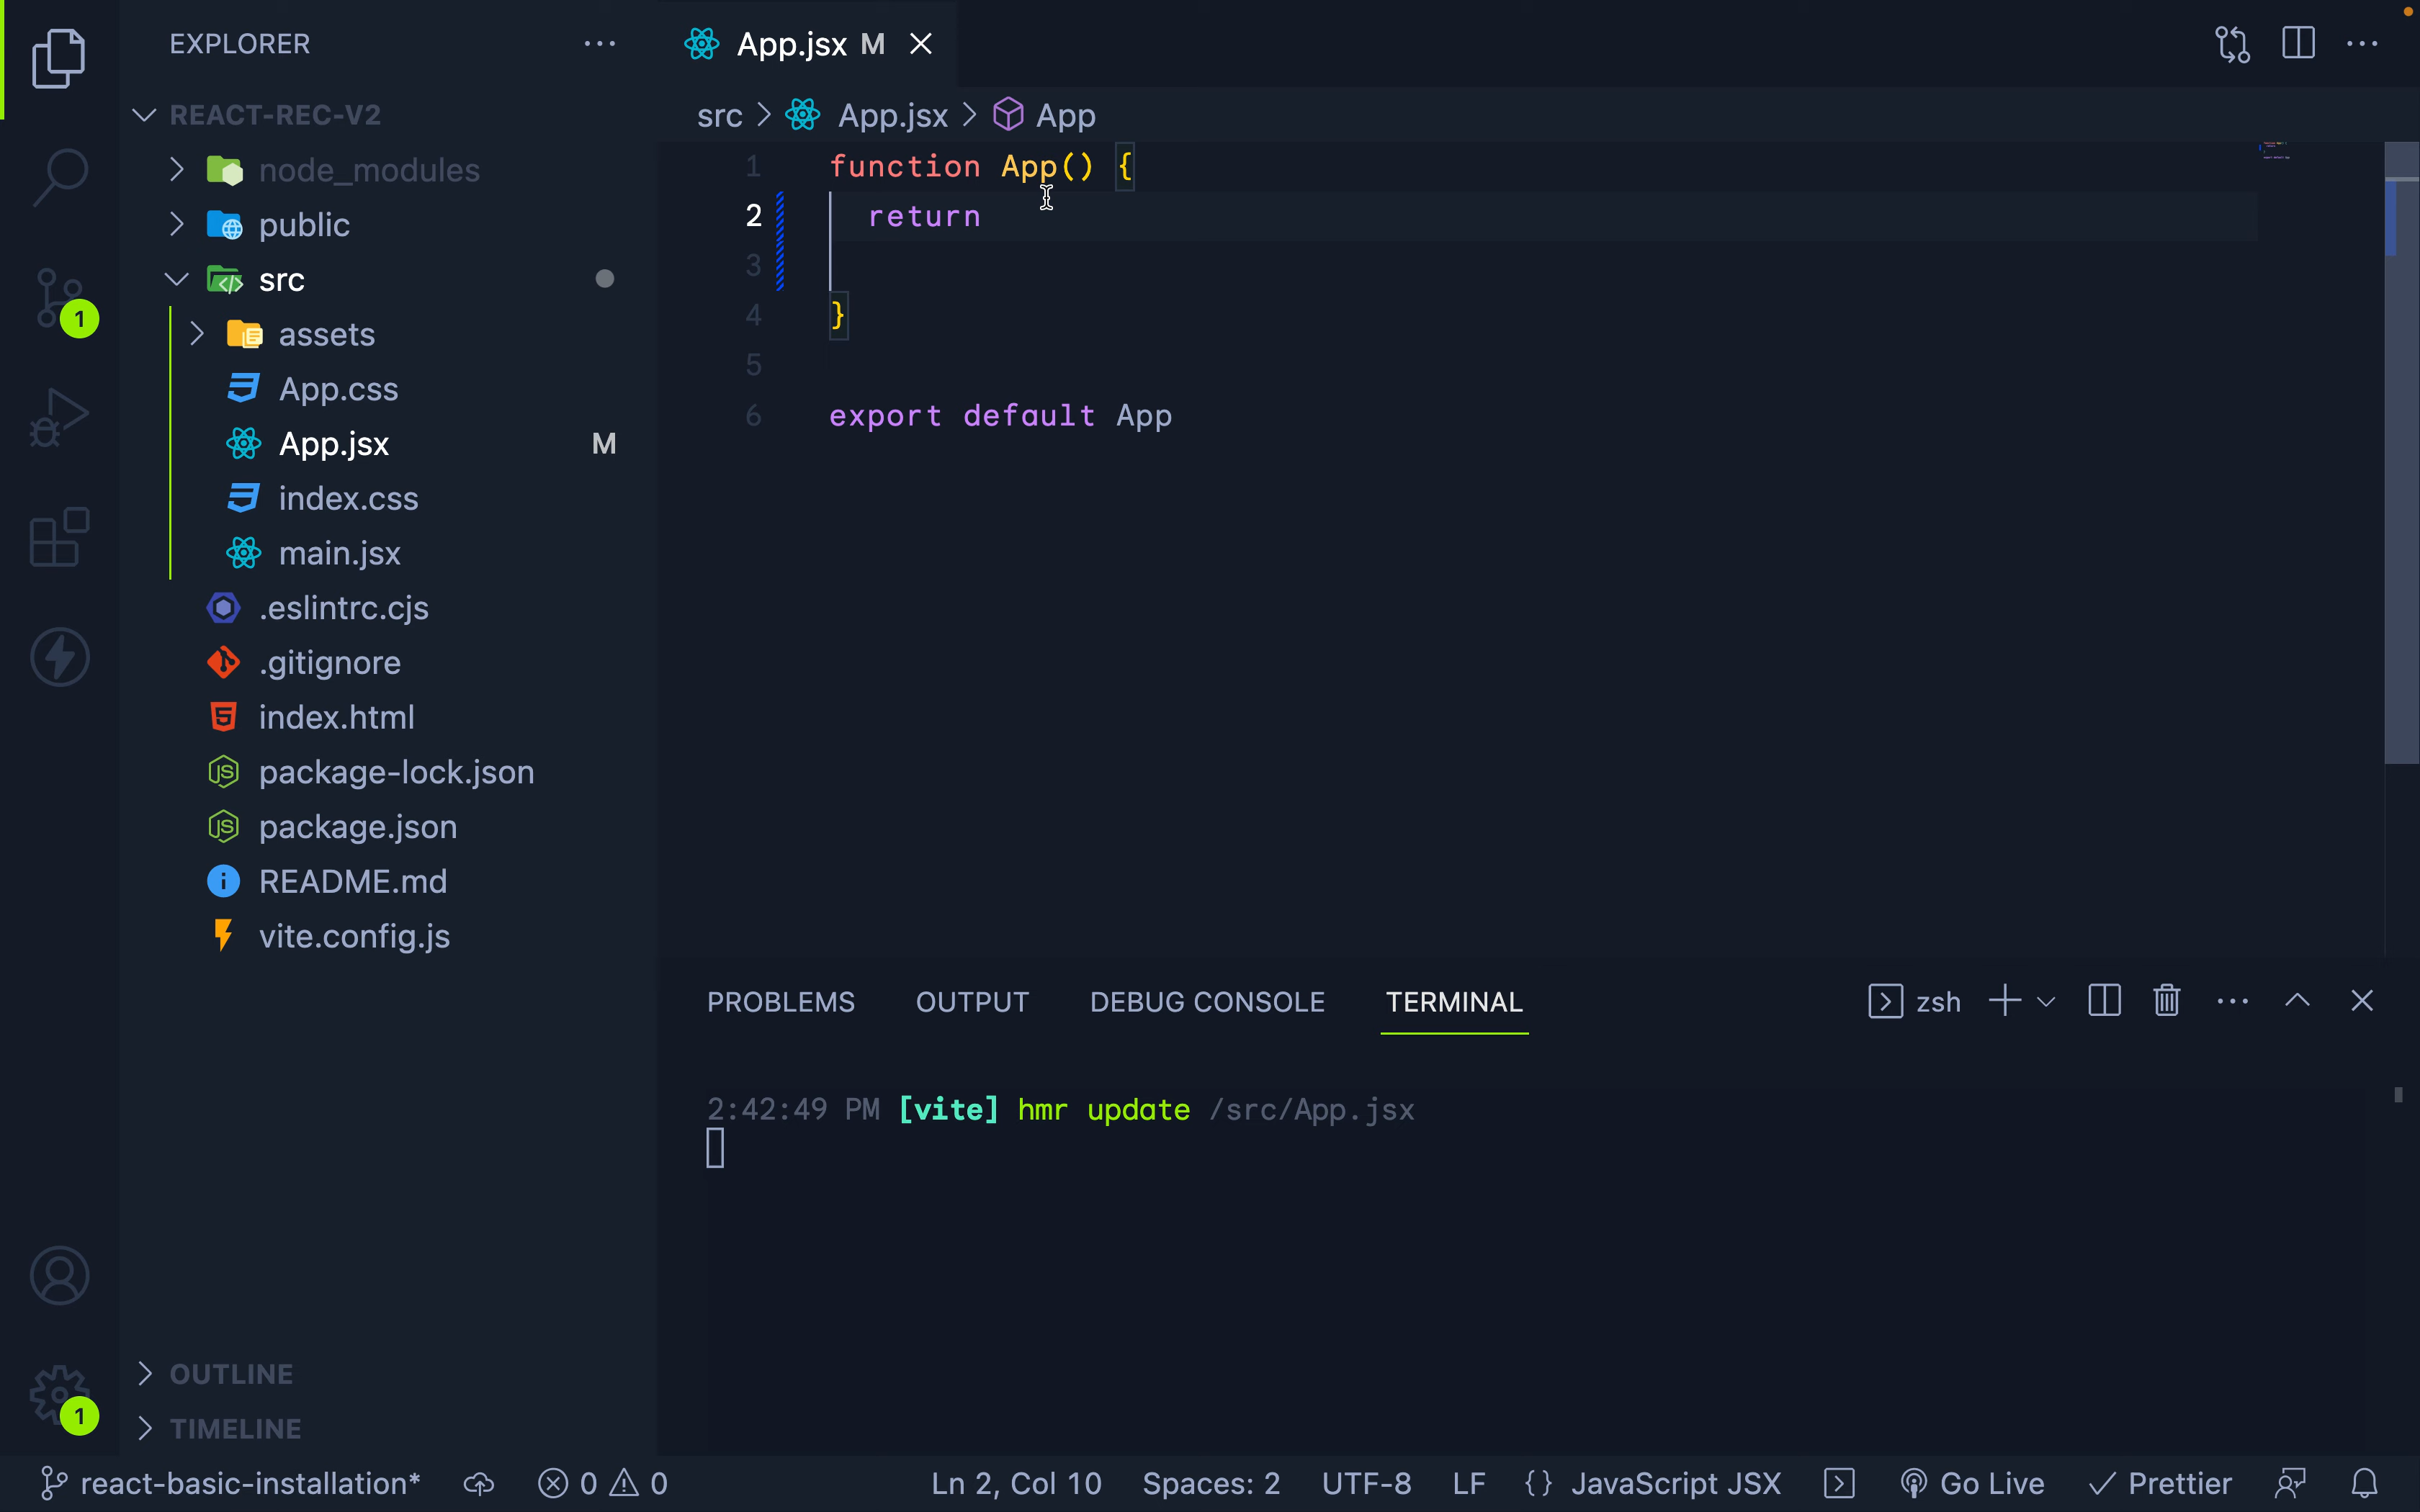 EXPLORER
REACT-REC-V2
node_modules
public
src
assets
App.css
App.jsx M
index.css
main.jsx
.eslintrc.cjs
.gitignore
index.html
package-lock.json
package.json
README.md
vite.config.js
OUTLINE
TIMELINE
1
1
App.jsx M
src > App.jsx > App
1 function App() {
2 return
3
4 }
5
6 export default App
PROBLEMS OUTPUT DEBUG CONSOLE TERMINAL zsh
2:42:49 PM [vite] hmr update /src/App.jsx
react-basic-installation* 0 0 Ln 2, Col 10 Spaces: 2 UTF-8 LF {} JavaScript JSX Go Live Prettier